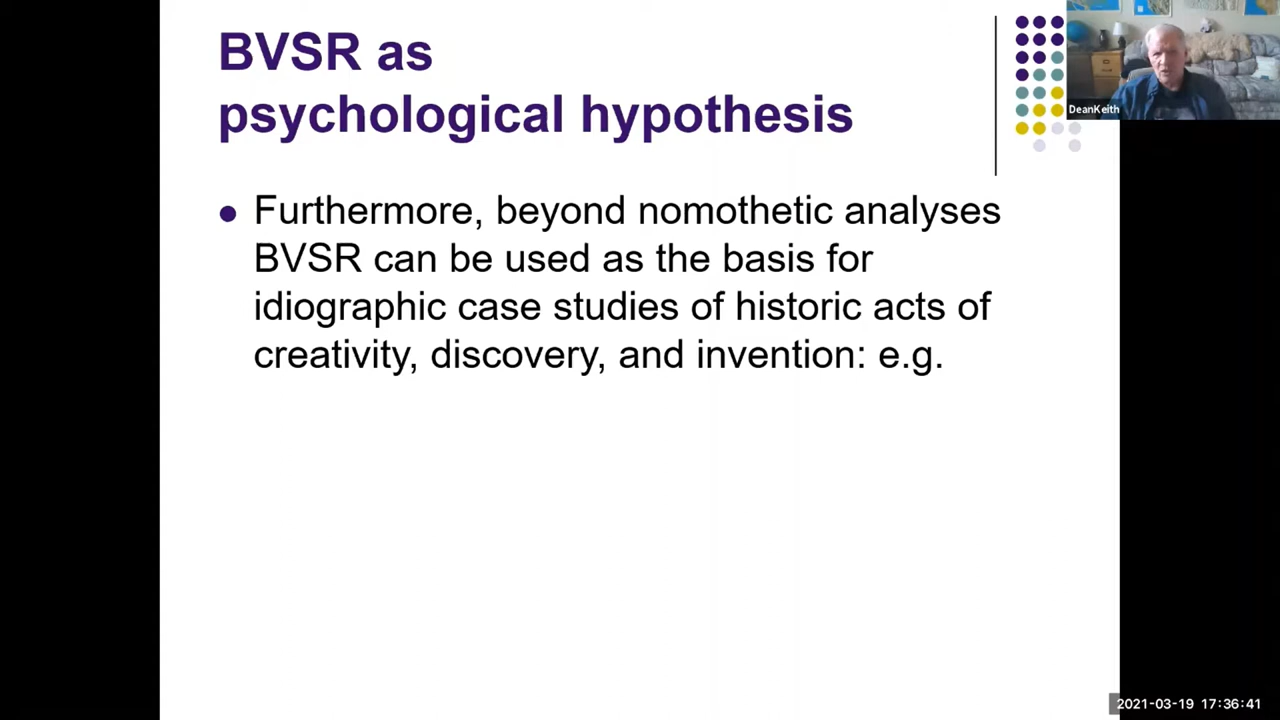 BVSR as
psychological hypothesis
DeanKeith
Furthermore, beyond nomothetic analyses
BVSR can be used as the basis for
idiographic case studies of historic acts of
creativity, discovery, and invention: e.g.
2021-03-19 17:36:41